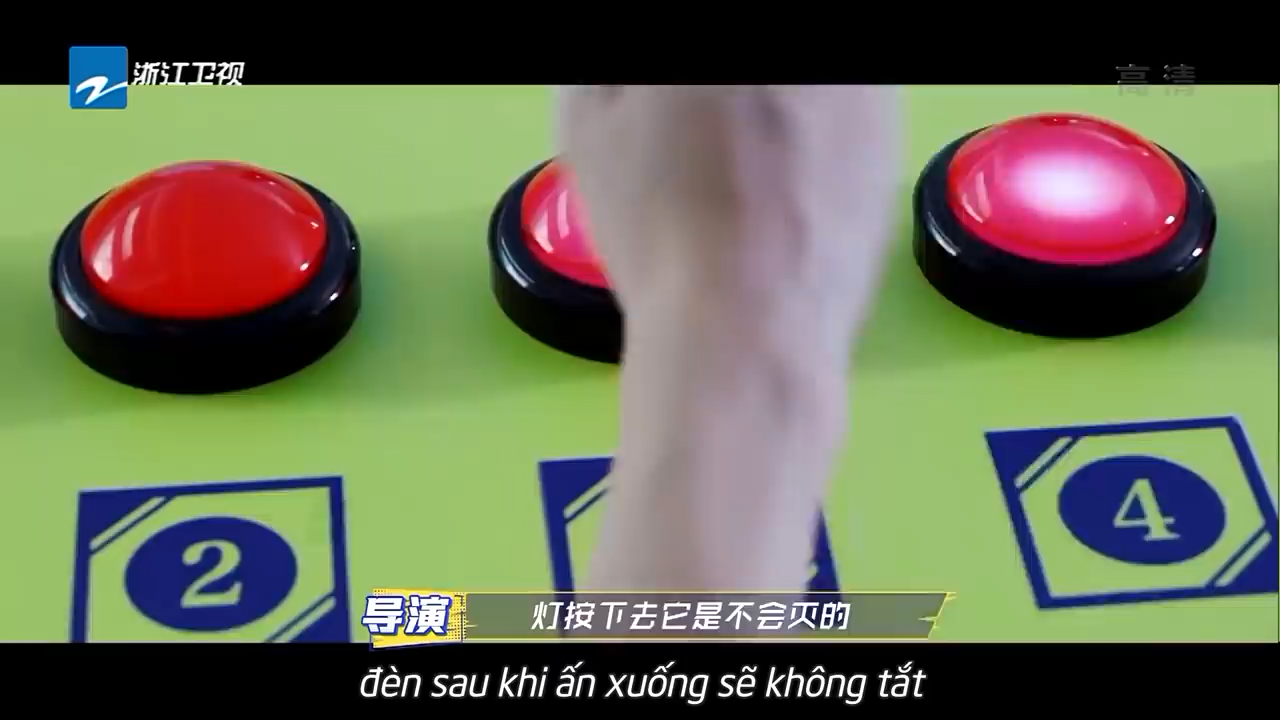 浙江卫视
高清
2
4
导演
灯按下去它是不会灭的
đèn sau khi ấn xuống sẽ không tắt